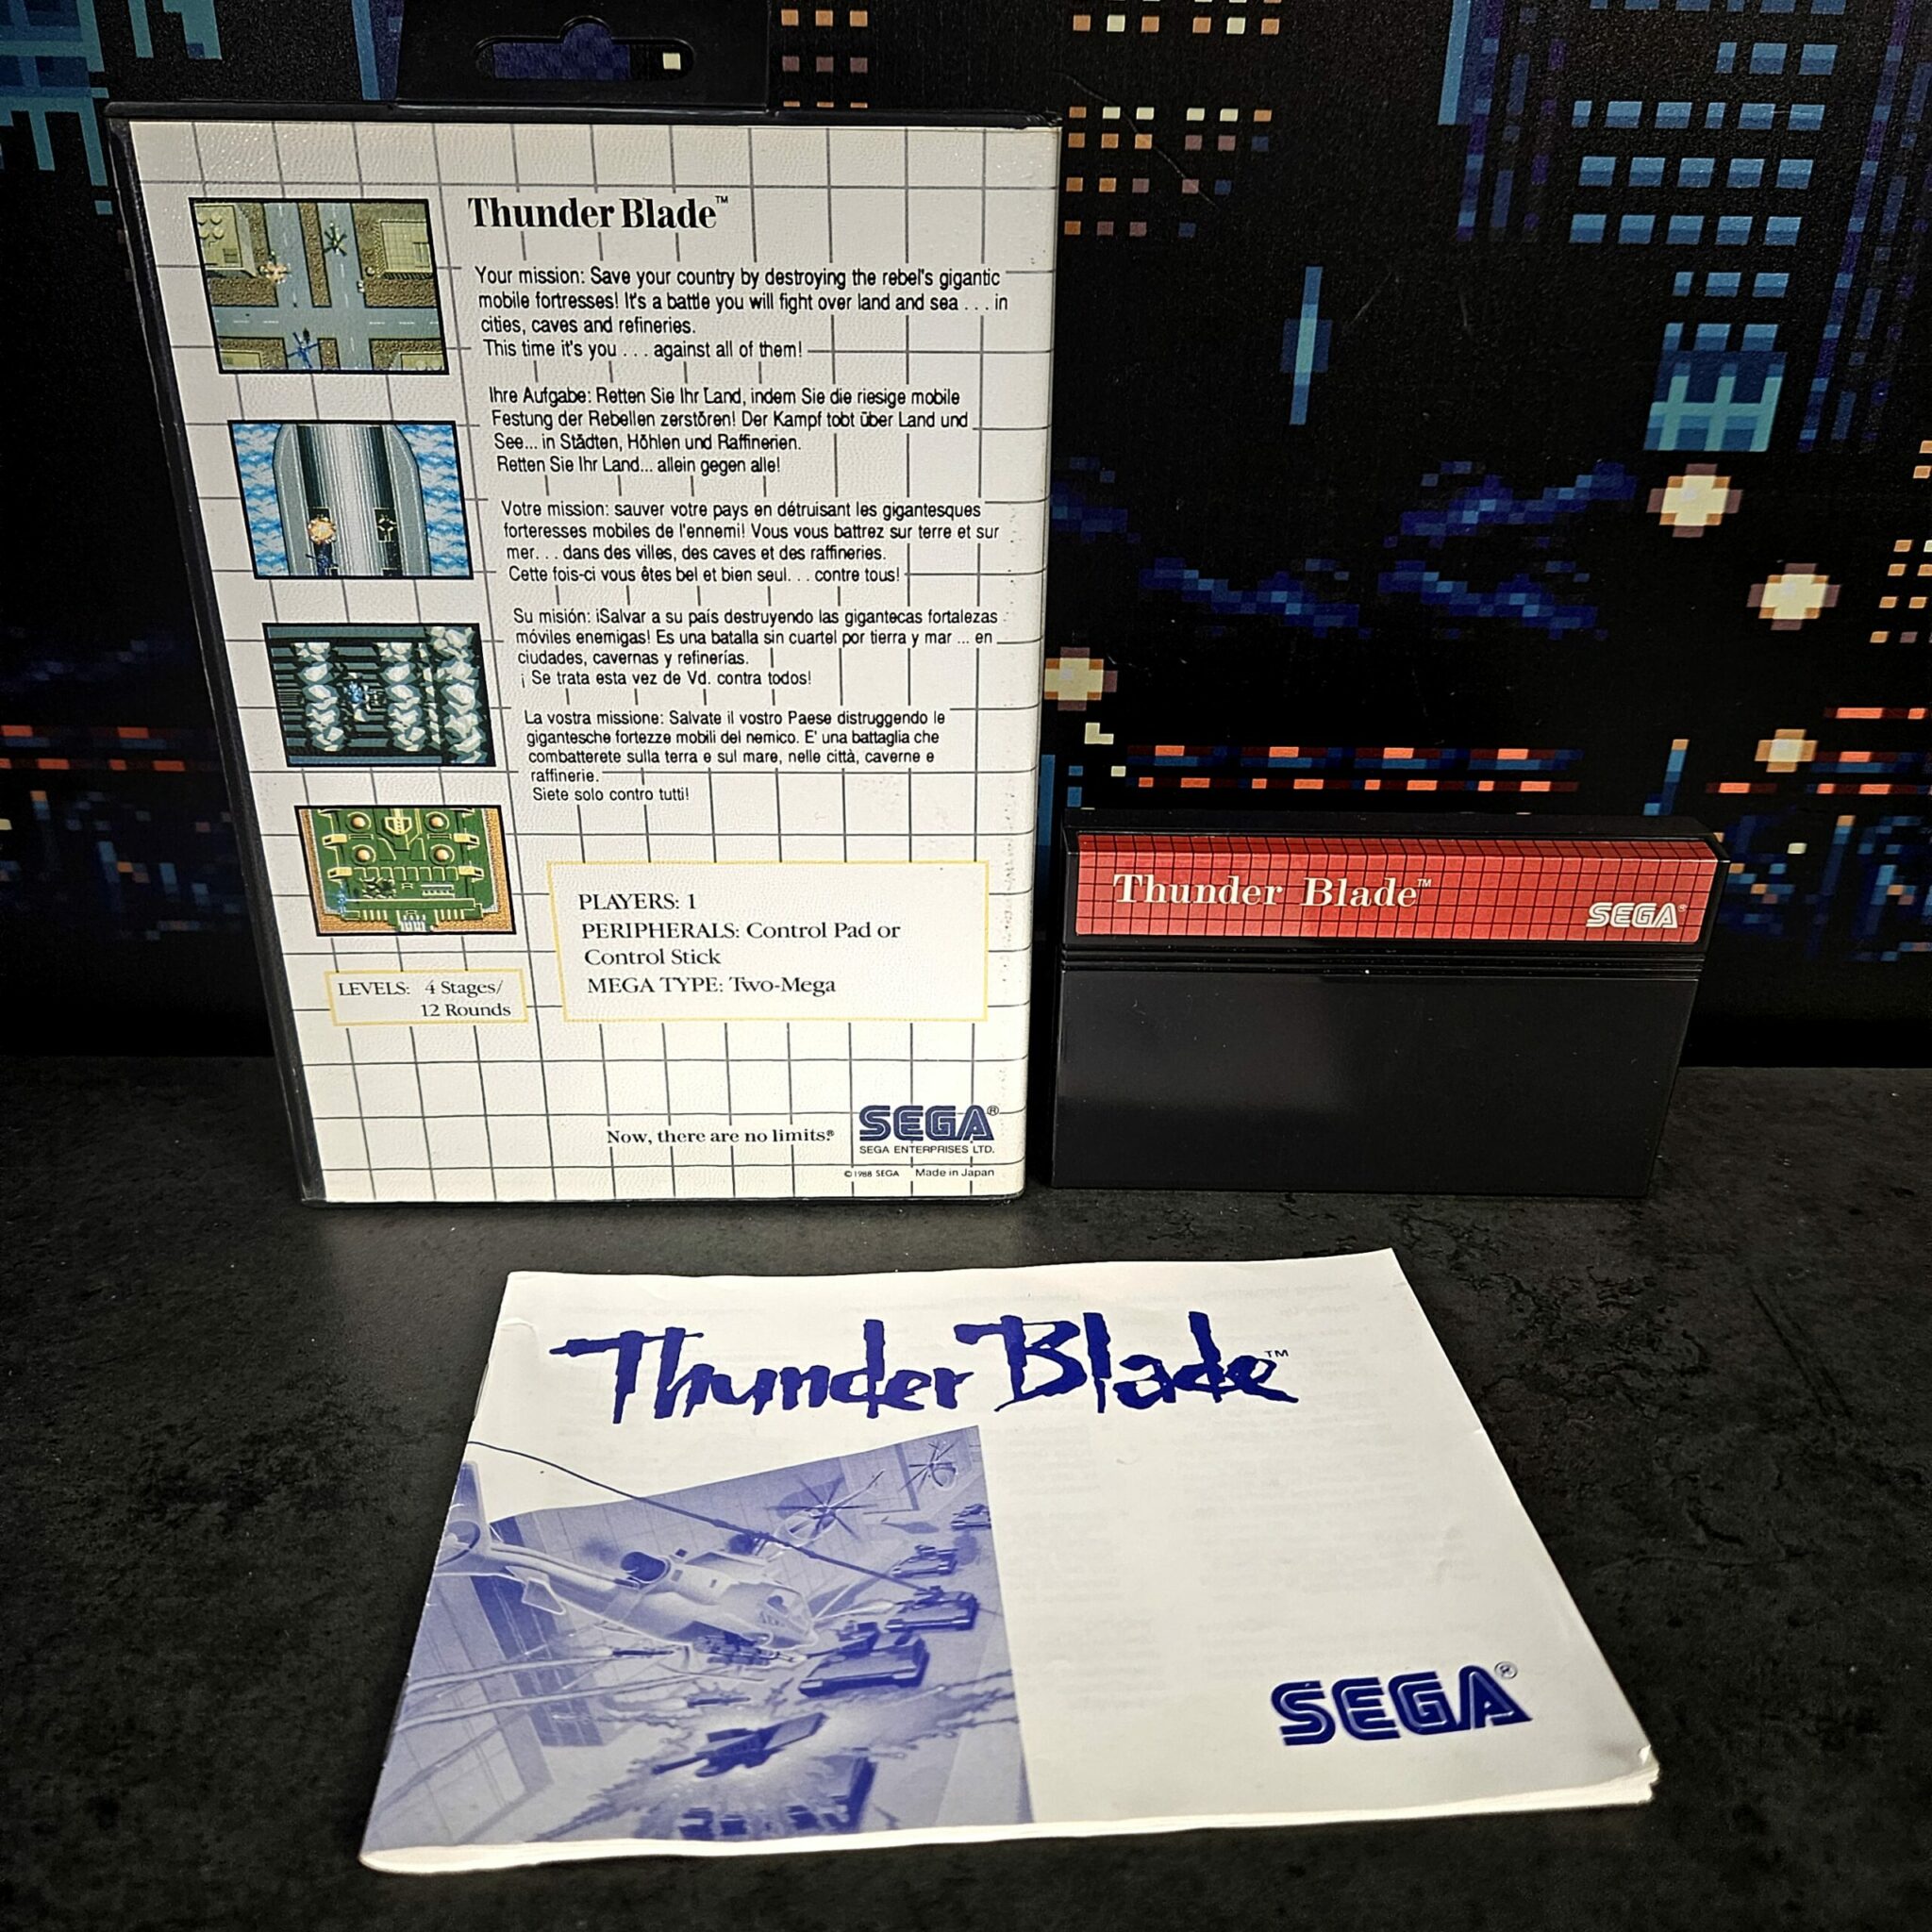 Thunder Blade™
Your mission: Save your country by destroying the rebel's gigantic
mobile fortresses! It's a battle you will fight over land and sea . . . in
cities, caves and refineries.
This time it's you . . . against all of them!
Ihre Aufgabe: Retten Sie Ihr Land, indem Sie die riesige mobile
Festung der Rebellen zerstören! Der Kampf tobt über Land und
See... in Städten, Höhlen und Raffinerien.
Retten Sie Ihr Land... allein gegen alle!
Votre mission: sauver votre pays en détruisant les gigantesques
forteresses mobiles de l'ennemi! Vous vous battrez sur terre et sur
mer. . . dans des villes, des caves et des raffineries.
Cette fois-ci vous êtes bel et bien seul. . . contre tous!
Su misión: ¡Salvar a su país destruyendo las gigantecas fortalezas
móviles enemigas! Es una batalla sin cuartel por tierra y mar ... en
ciudades, cavernas y refinerías.
¡ Se trata esta vez de Vd. contra todos!
La vostra missione: Salvate il vostro Paese distruggendo le
gigantesche fortezze mobili del nemico. E' una battaglia che
combatterete sulla terra e sul mare, nelle città, caverne e
raffinerie.
Siete solo contro tutti!
PLAYERS: 1
PERIPHERALS: Control Pad or
Control Stick
MEGA TYPE: Two-Mega
LEVELS: 4 Stages/
12 Rounds
Now, there are no limits.®
SEGA®
SEGA ENTERPRISES LTD.
©1988 SEGA Made in Japan
Thunder Blade™
SEGA®
Thunder Blade™
SEGA®